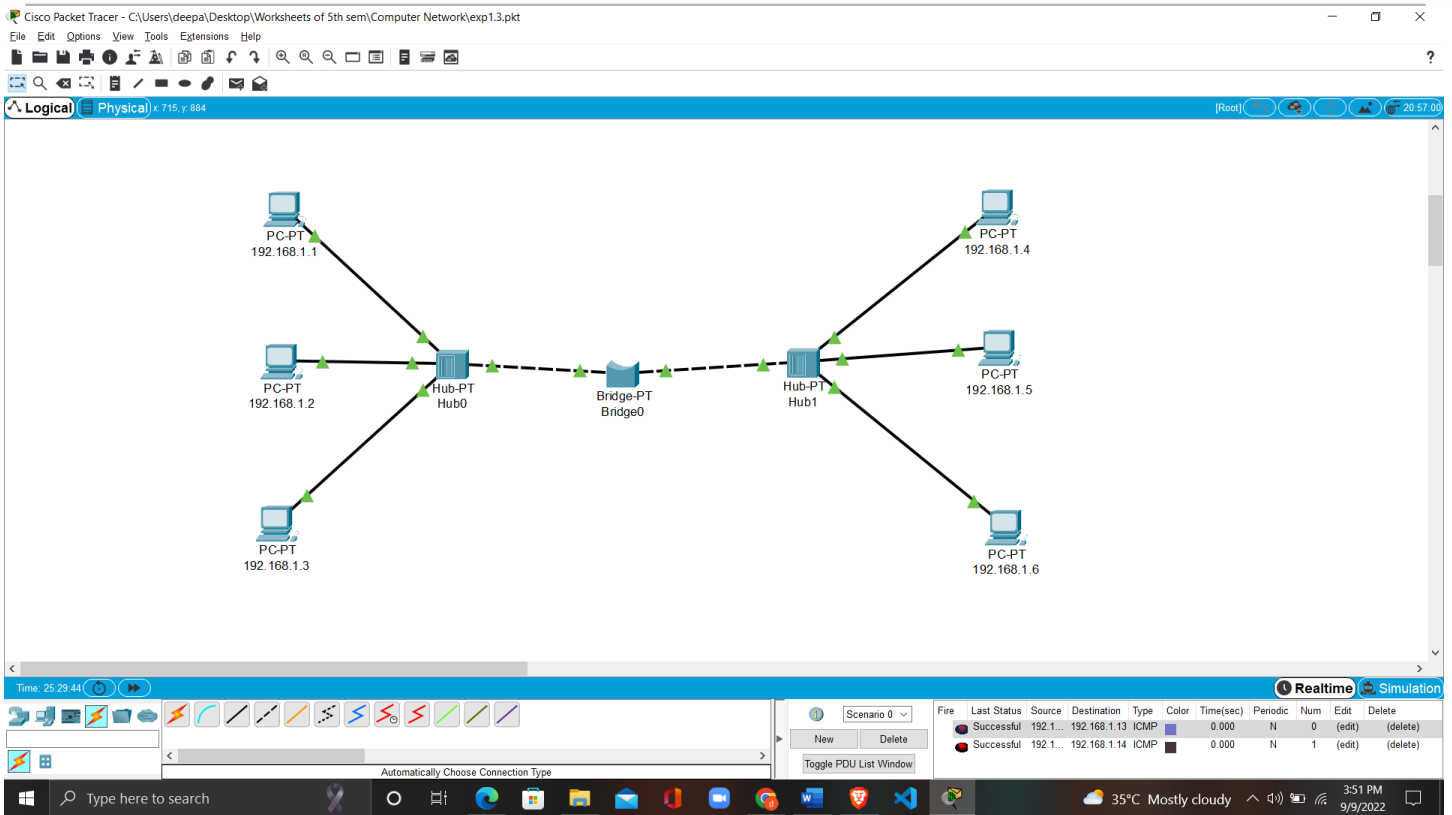 Cisco Packet Tracer - C:\Users\deepa\Desktop\Worksheets of 5th sem\Computer Network\exp1.3.pkt
File Edit Options View Tools Extensions Help
?
Logical Physical x: 715, y: 884 [Root] 20:57:00
PC-PT
192.168.1.1
PC-PT
192.168.1.4
PC-PT
192.168.1.2
Hub-PT
Hub0
Bridge-PT
Bridge0
Hub-PT
Hub1
PC-PT
192.168.1.5
PC-PT
192.168.1.3
PC-PT
192.168.1.6
Time: 25:29:44 Realtime Simulation
Automatically Choose Connection Type
Scenario 0
New Delete
Toggle PDU List Window
Fire Last Status Source Destination Type Color Time(sec) Periodic Num Edit Delete
Successful 192.1... 192.168.1.13 ICMP 0.000 N 0 (edit) (delete)
Successful 192.1... 192.168.1.14 ICMP 0.000 N 1 (edit) (delete)
Type here to search
35°C Mostly cloudy
3:51 PM
9/9/2022